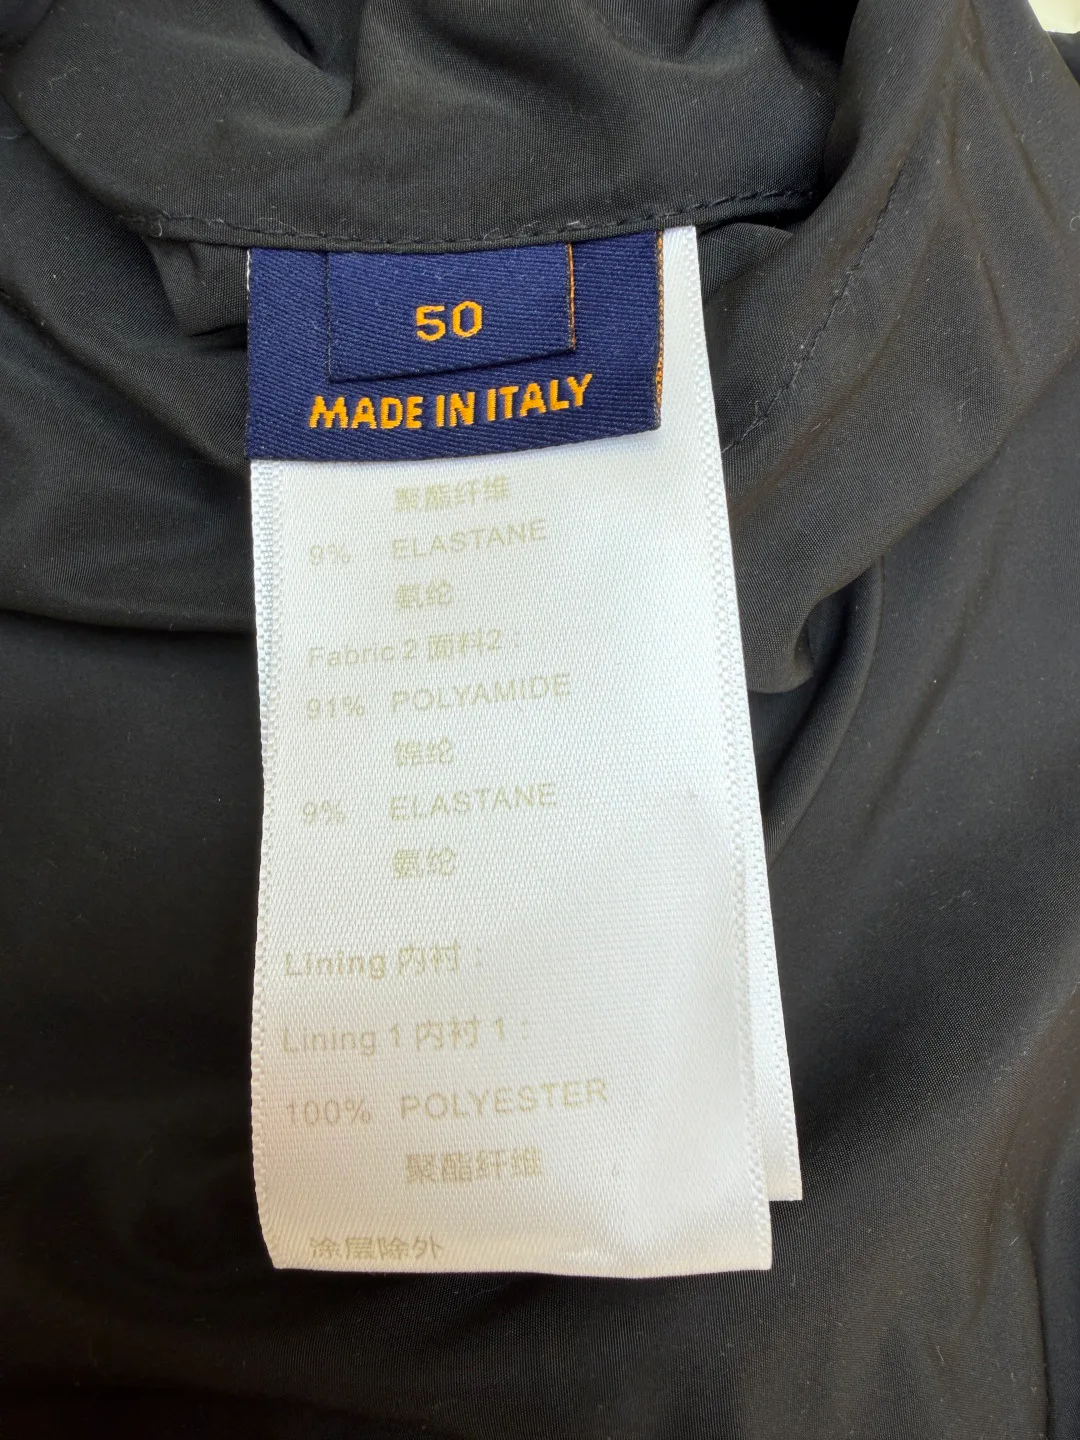 50
MADE IN ITALY
聚酯纤维
9% ELASTANE
氨纶
Fabric 2 面料2 :
91% POLYAMIDE
锦纶
9% ELASTANE
氨纶
Lining 内衬 :
Lining 1 内衬 1 :
100% POLYESTER
聚酯纤维
涂层除外